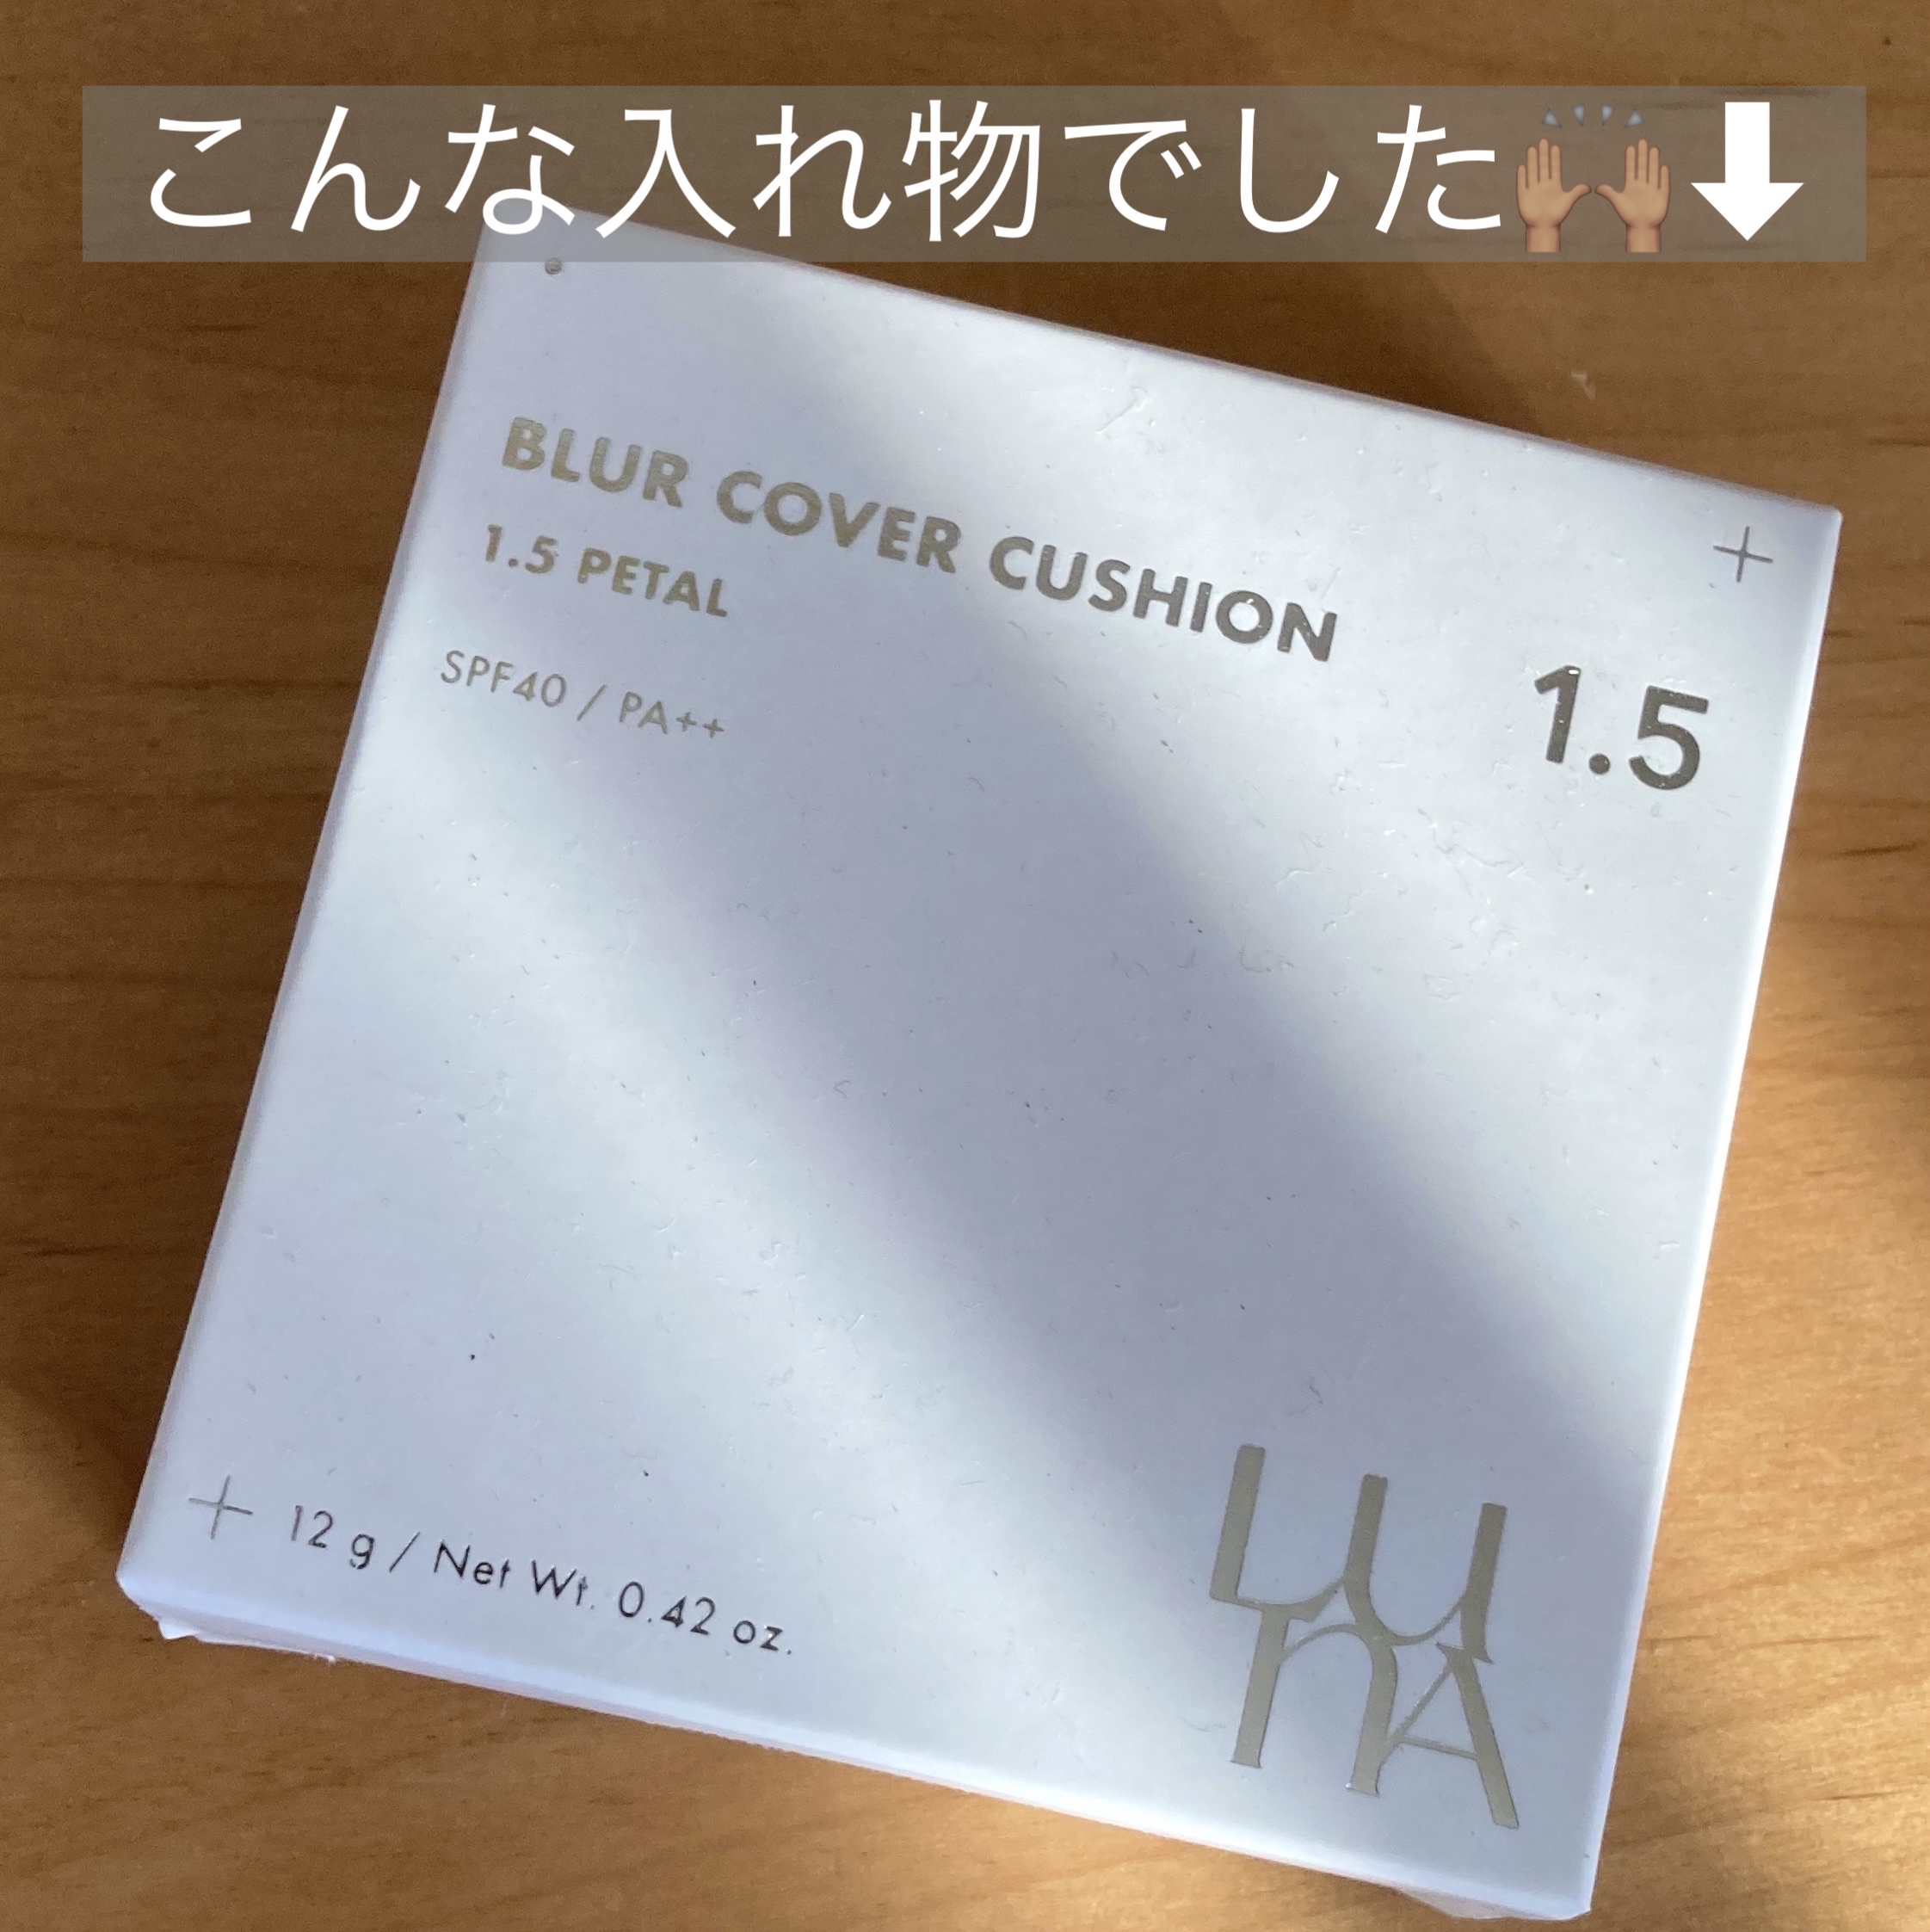 こんな入れ物でした🙌🏽⬇
BLUR COVER CUSHION
1.5 PETAL
SPF40 / PA++
1.5
12 g / Net Wt. 0.42 oz.
LUNA